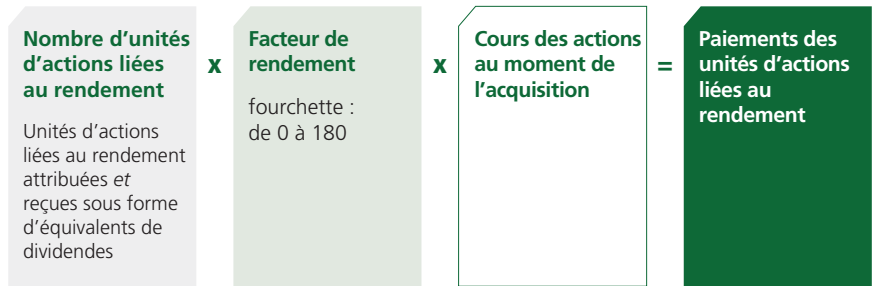 Nombre d’unités
d’actions liées
au rendement
Unités d’actions
liées au rendement
attribuées et
reçues sous forme
d’équivalents de
dividendes
x
Facteur de
rendement
fourchette :
de 0 à 180
x
Cours des actions
au moment de
l’acquisition
=
Paiements des
unités d’actions
liées au
rendement